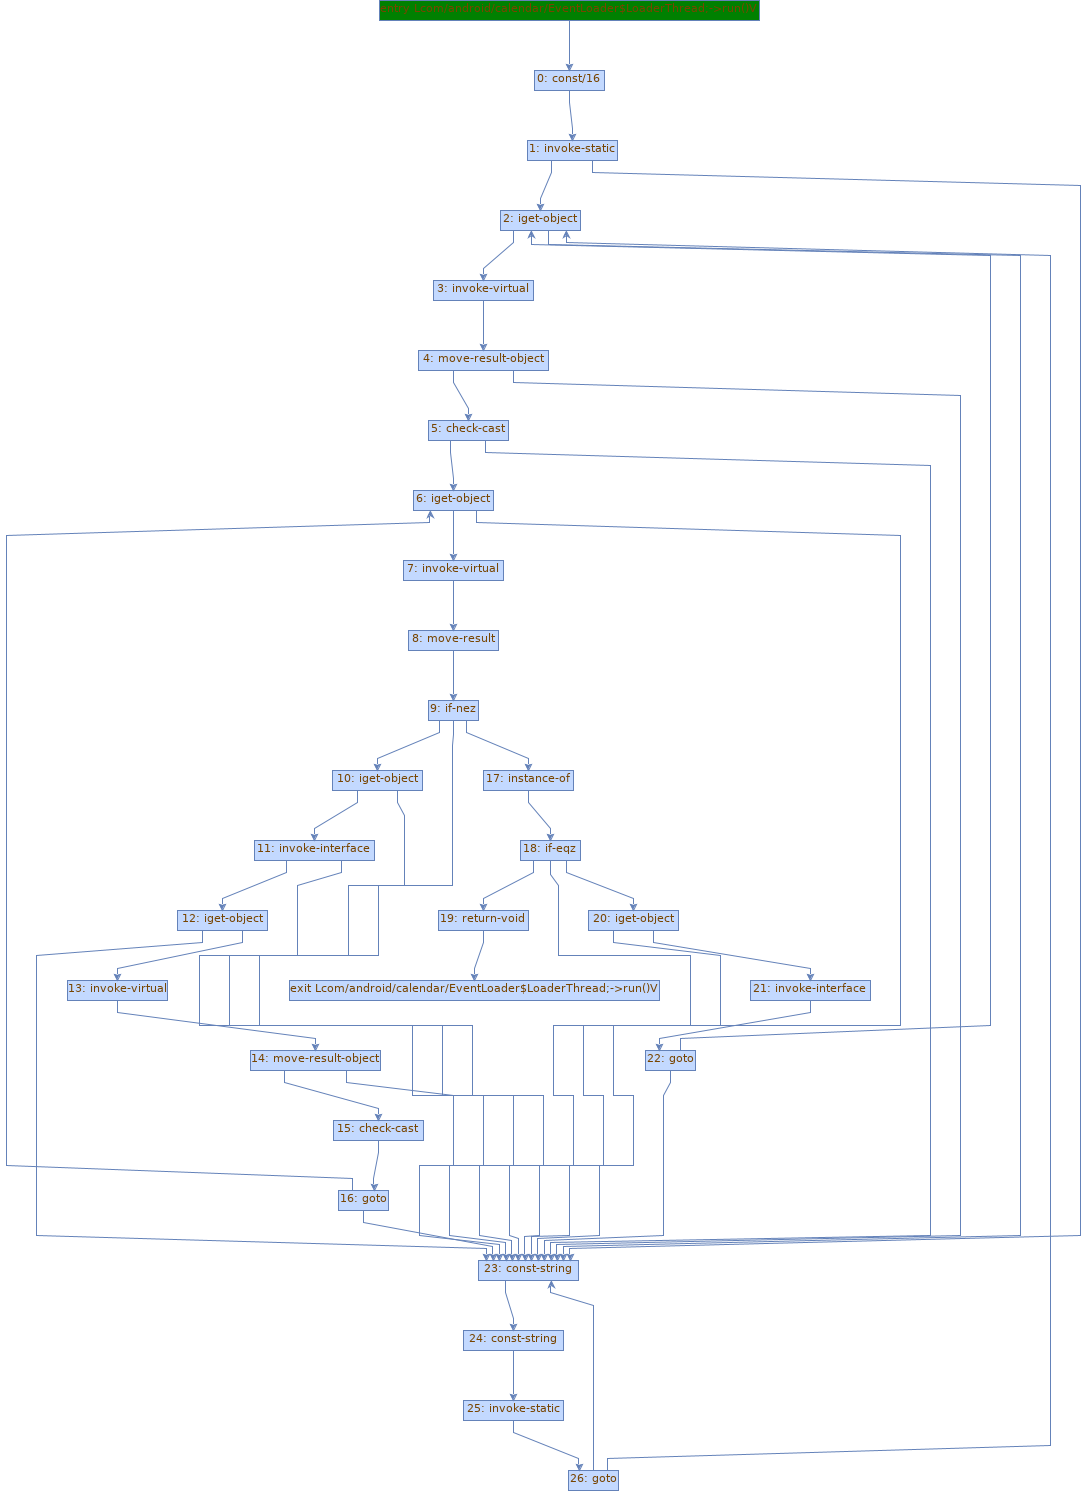 0: const/16
1: invoke-static
2: iget-object
3: invoke-virtual
4: move-result-object
5: check-cast
6: iget-object
7: invoke-virtual
8: move-result
9: if-nez
10: iget-object
17: instance-of
11: invoke-interface
18: if-eqz
12: iget-object
19: return-void
20: iget-object
13: invoke-virtual
exit Lcom/android/calendar/EventLoader$LoaderThread;->run()V
21: invoke-interface
14: move-result-object
22: goto
15: check-cast
16: goto
23: const-string
24: const-string
25: invoke-static
26: goto